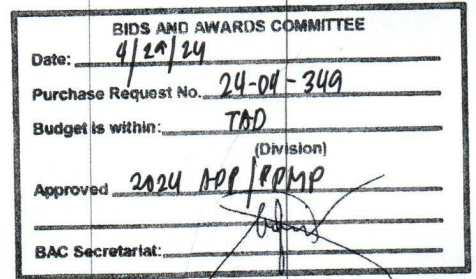 BIDS AND AWARDS COMMITTEE
Date: 4/29/24
Purchase Request No. 24-04-349
Budget is within: TAD
(Division)
Approved 2024 APP / PPMP
BAC Secretariat: